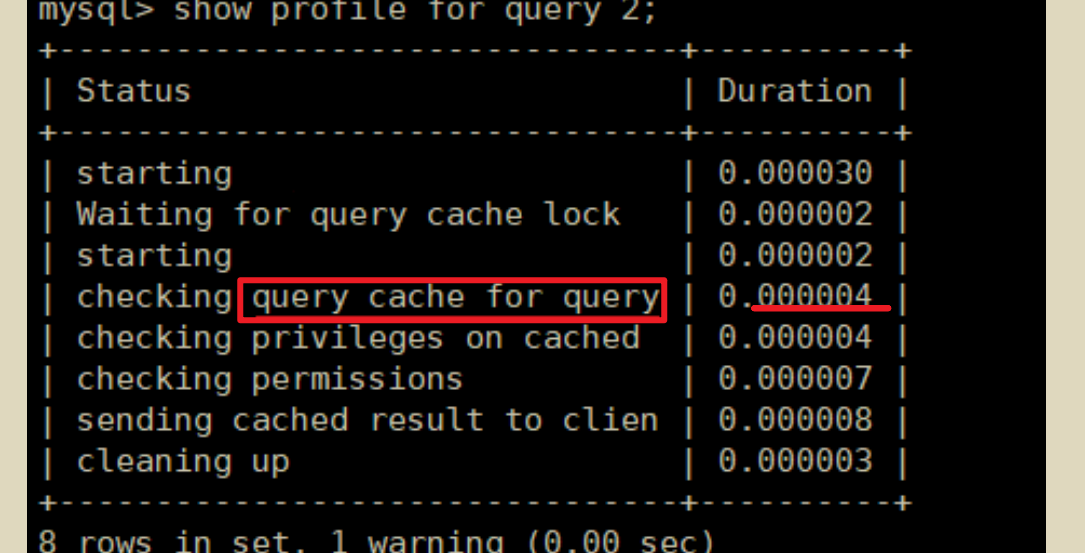 mysql> show profile for query 2;
+--------------------------------+----------+
| Status                         | Duration |
+--------------------------------+----------+
| starting                       | 0.000030 |
| Waiting for query cache lock   | 0.000002 |
| starting                       | 0.000002 |
| checking query cache for query | 0.000004 |
| checking privileges on cached  | 0.000004 |
| checking permissions           | 0.000007 |
| sending cached result to clien | 0.000008 |
| cleaning up                    | 0.000003 |
+--------------------------------+----------+
8 rows in set, 1 warning (0.00 sec)